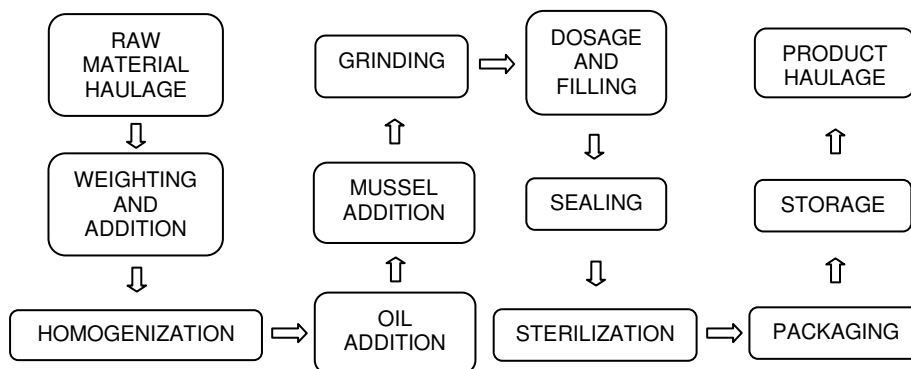 RAW
MATERIAL
HAULAGE
WEIGHTING
AND
ADDITION
HOMOGENIZATION
OIL
ADDITION
MUSSEL
ADDITION
GRINDING
DOSAGE
AND
FILLING
SEALING
STERILIZATION
PACKAGING
STORAGE
PRODUCT
HAULAGE